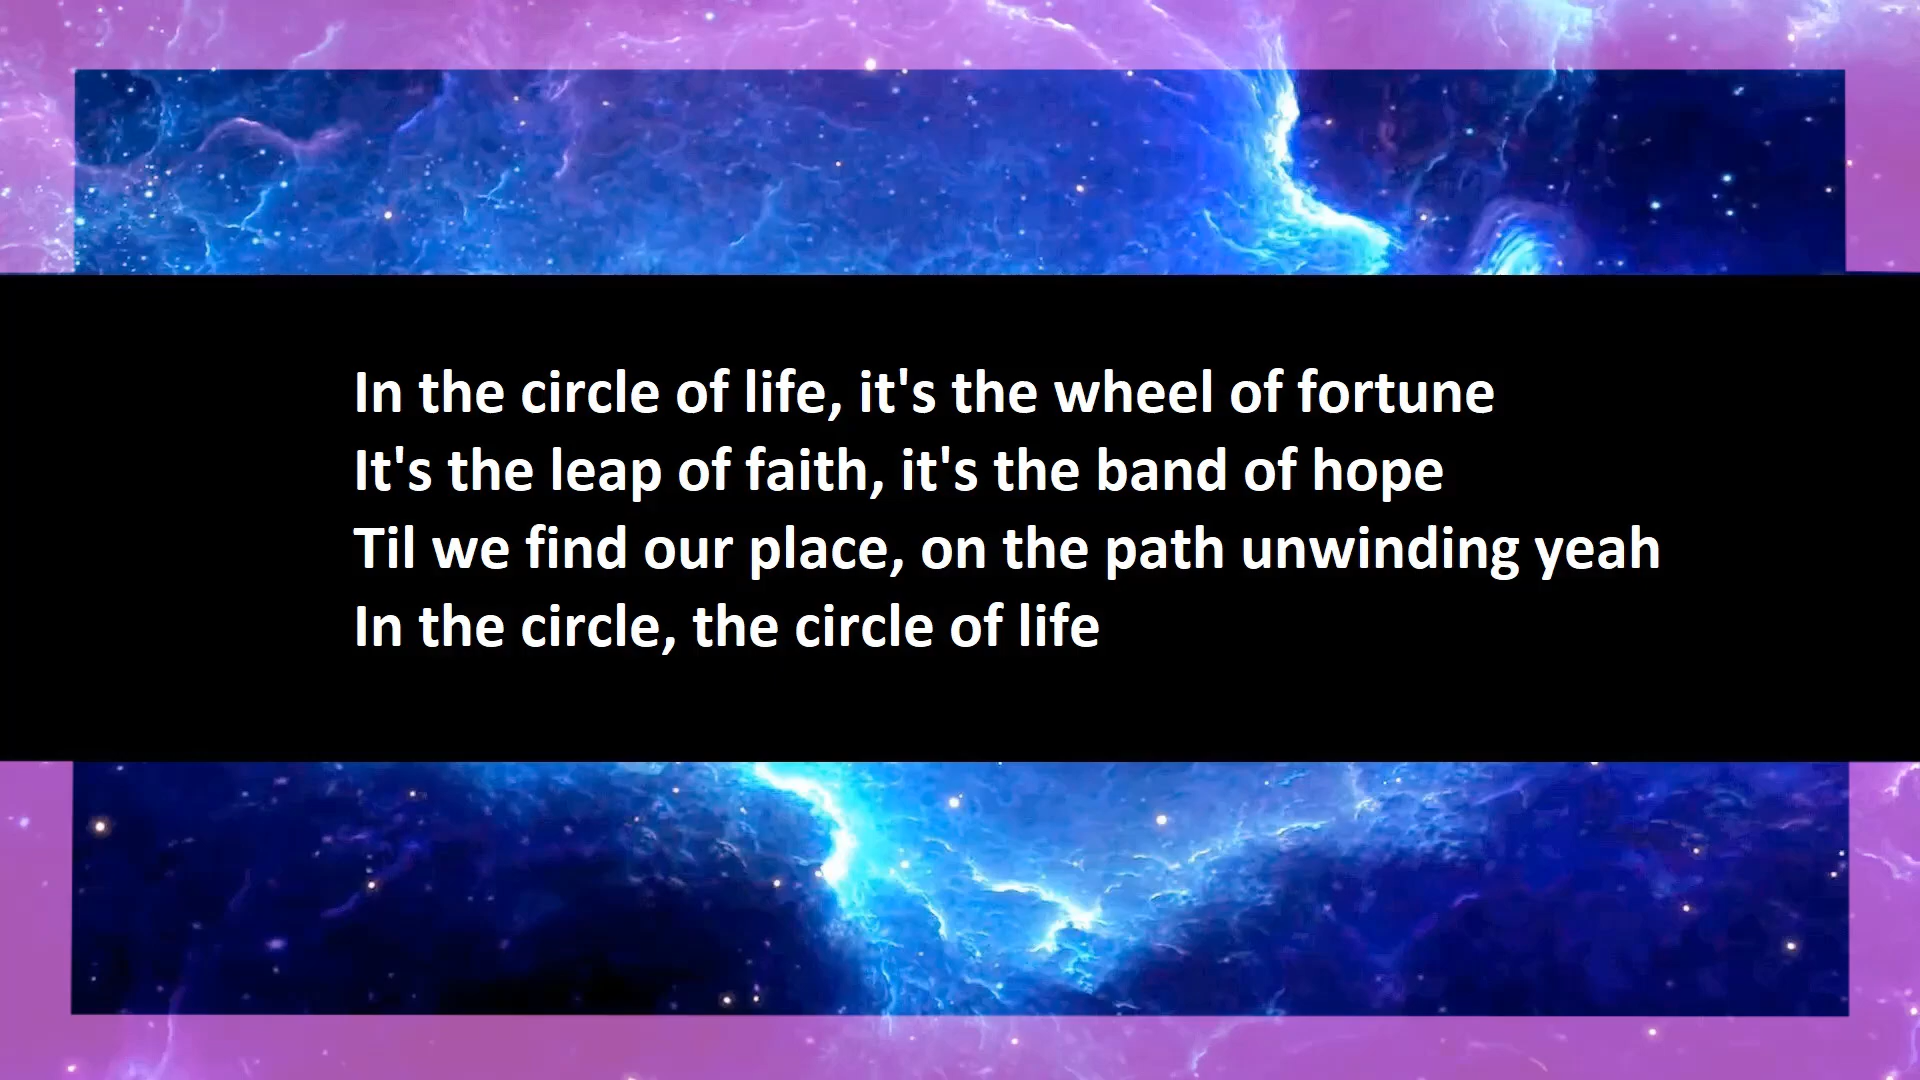 In the circle of life, it's the wheel of fortune
It's the leap of faith, it's the band of hope
Til we find our place, on the path unwinding yeah
In the circle, the circle of life